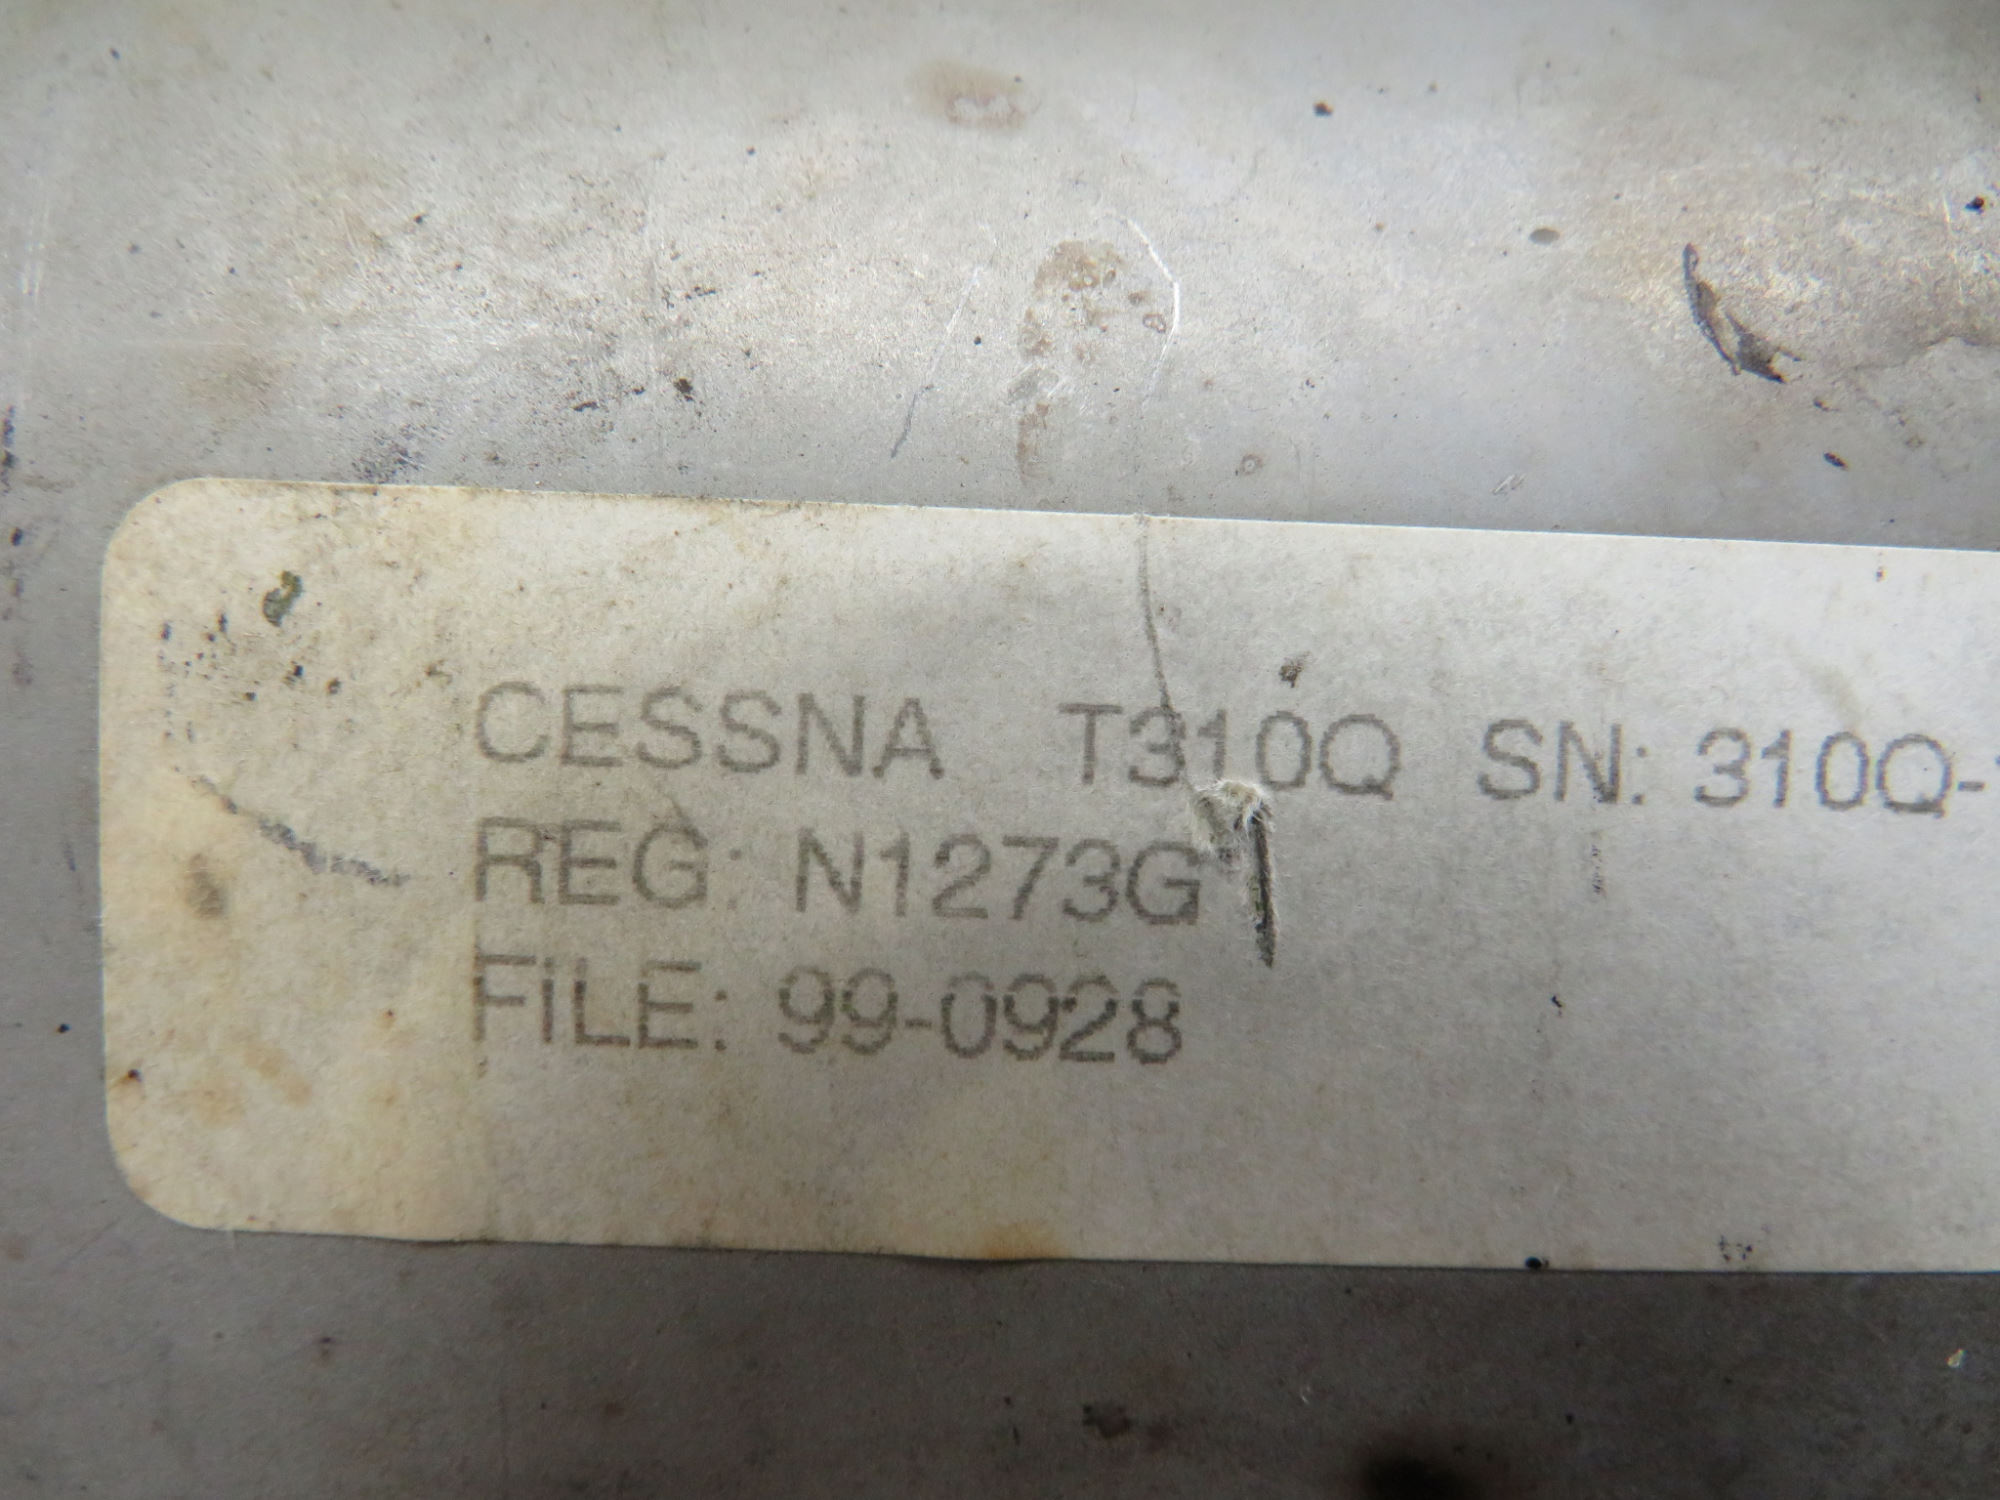 CESSNA T310Q SN: 310Q-
REG: N1273G
FILE: 99-0928